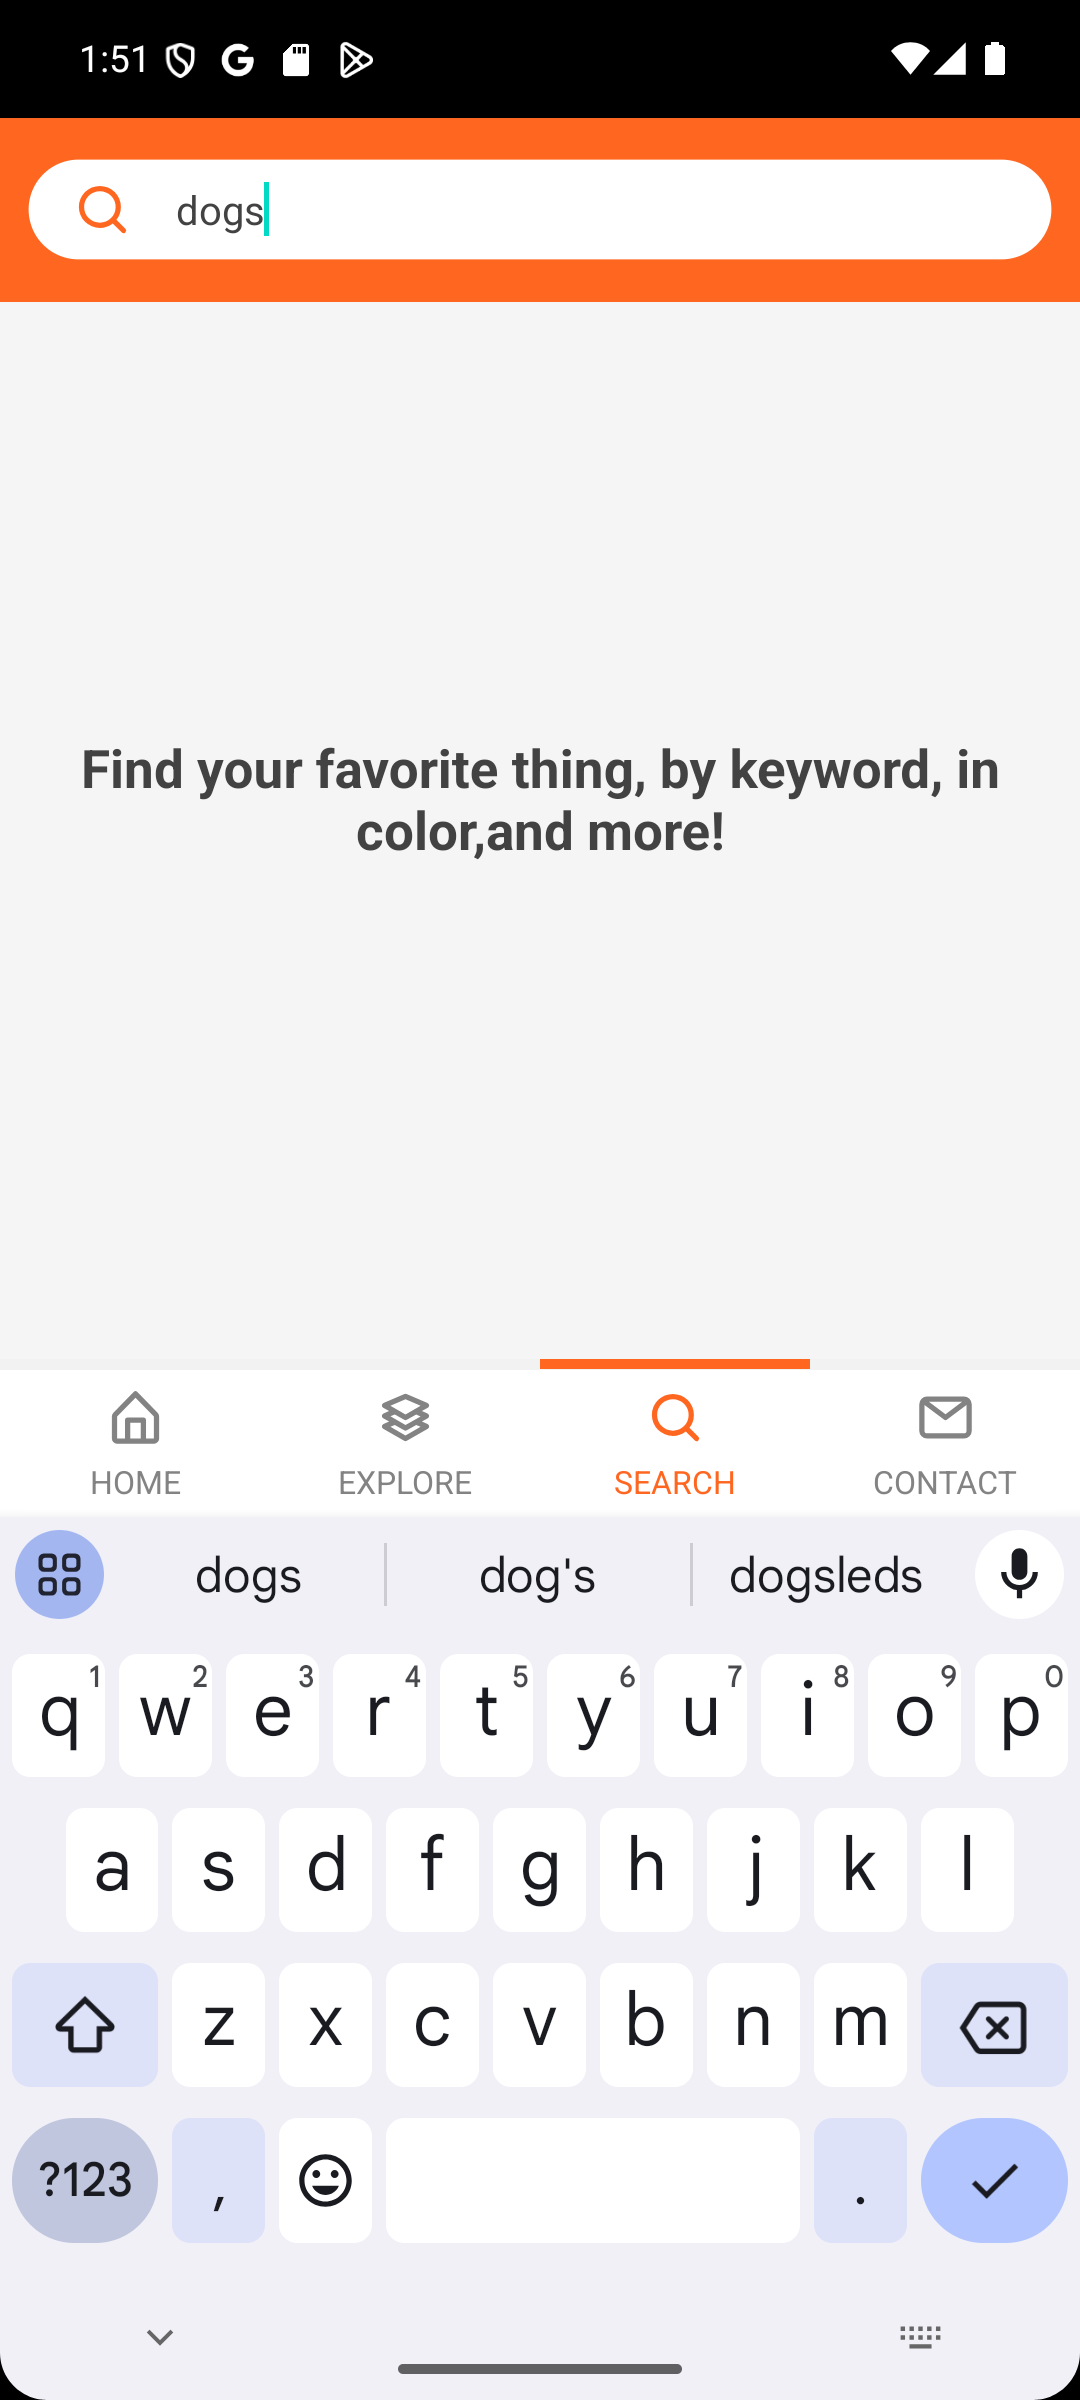 1:51
dogs
Find your favorite thing, by keyword, in
color,and more!
HOME EXPLORE SEARCH CONTACT
dogs dog's dogsleds
q1 w2 e3 r4 t5 y6 u7 i8 o9 p0
a s d f g h j k l
z x c v b n m
?123 , .